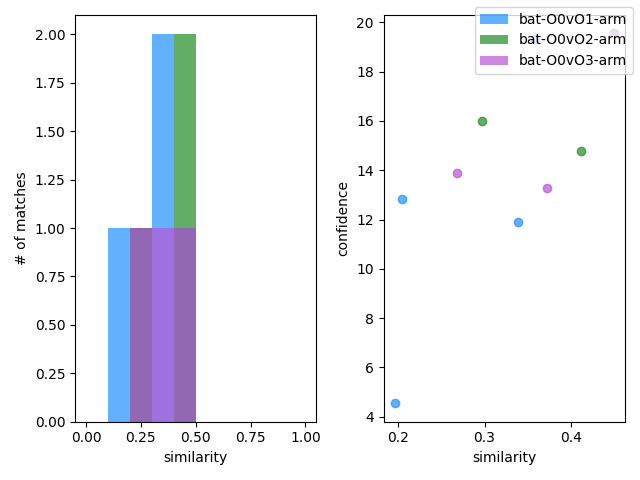 bat-O0vO1-arm
bat-O0vO2-arm
bat-O0vO3-arm
2.00
1.75
1.50
1.25
1.00
0.75
0.50
0.25
0.00
# of matches
0.00 0.25 0.50 0.75 1.00
similarity
20
18
16
14
12
10
8
6
4
confidence
0.2 0.3 0.4
similarity